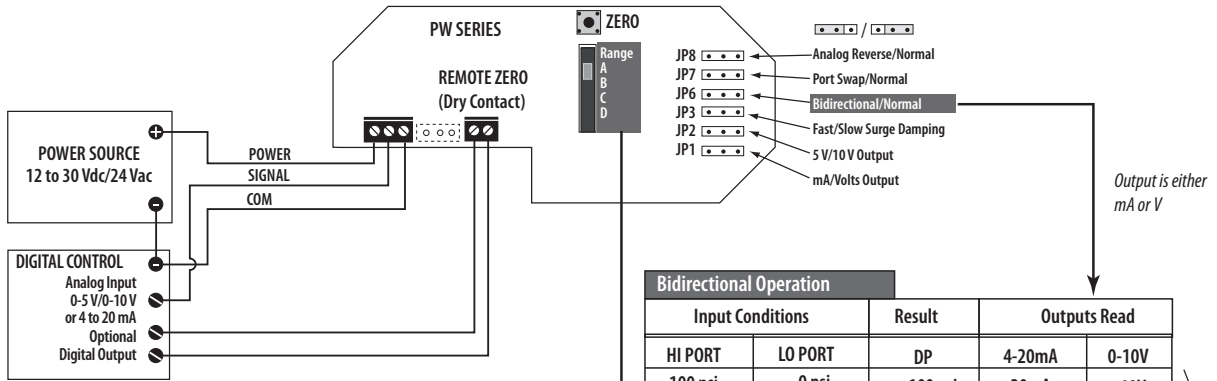 PW SERIES
ZERO
REMOTE ZERO
(Dry Contact)
Range
A
B
C
D
/
JP8
Analog Reverse/Normal
JP7
Port Swap/Normal
JP6
Bidirectional/Normal
JP3
Fast/Slow Surge Damping
JP2
5 V/10 V Output
JP1
mA/Volts Output
POWER SOURCE
12 to 30 Vdc/24 Vac
+
-
POWER
SIGNAL
COM
Output is either
mA or V
DIGITAL CONTROL
-
Analog Input
0-5 V/0-10 V
or 4 to 20 mA
Optional
Digital Output
Bidirectional Operation
Input Conditions Result Outputs Read
HI PORT LO PORT DP 4-20mA 0-10V